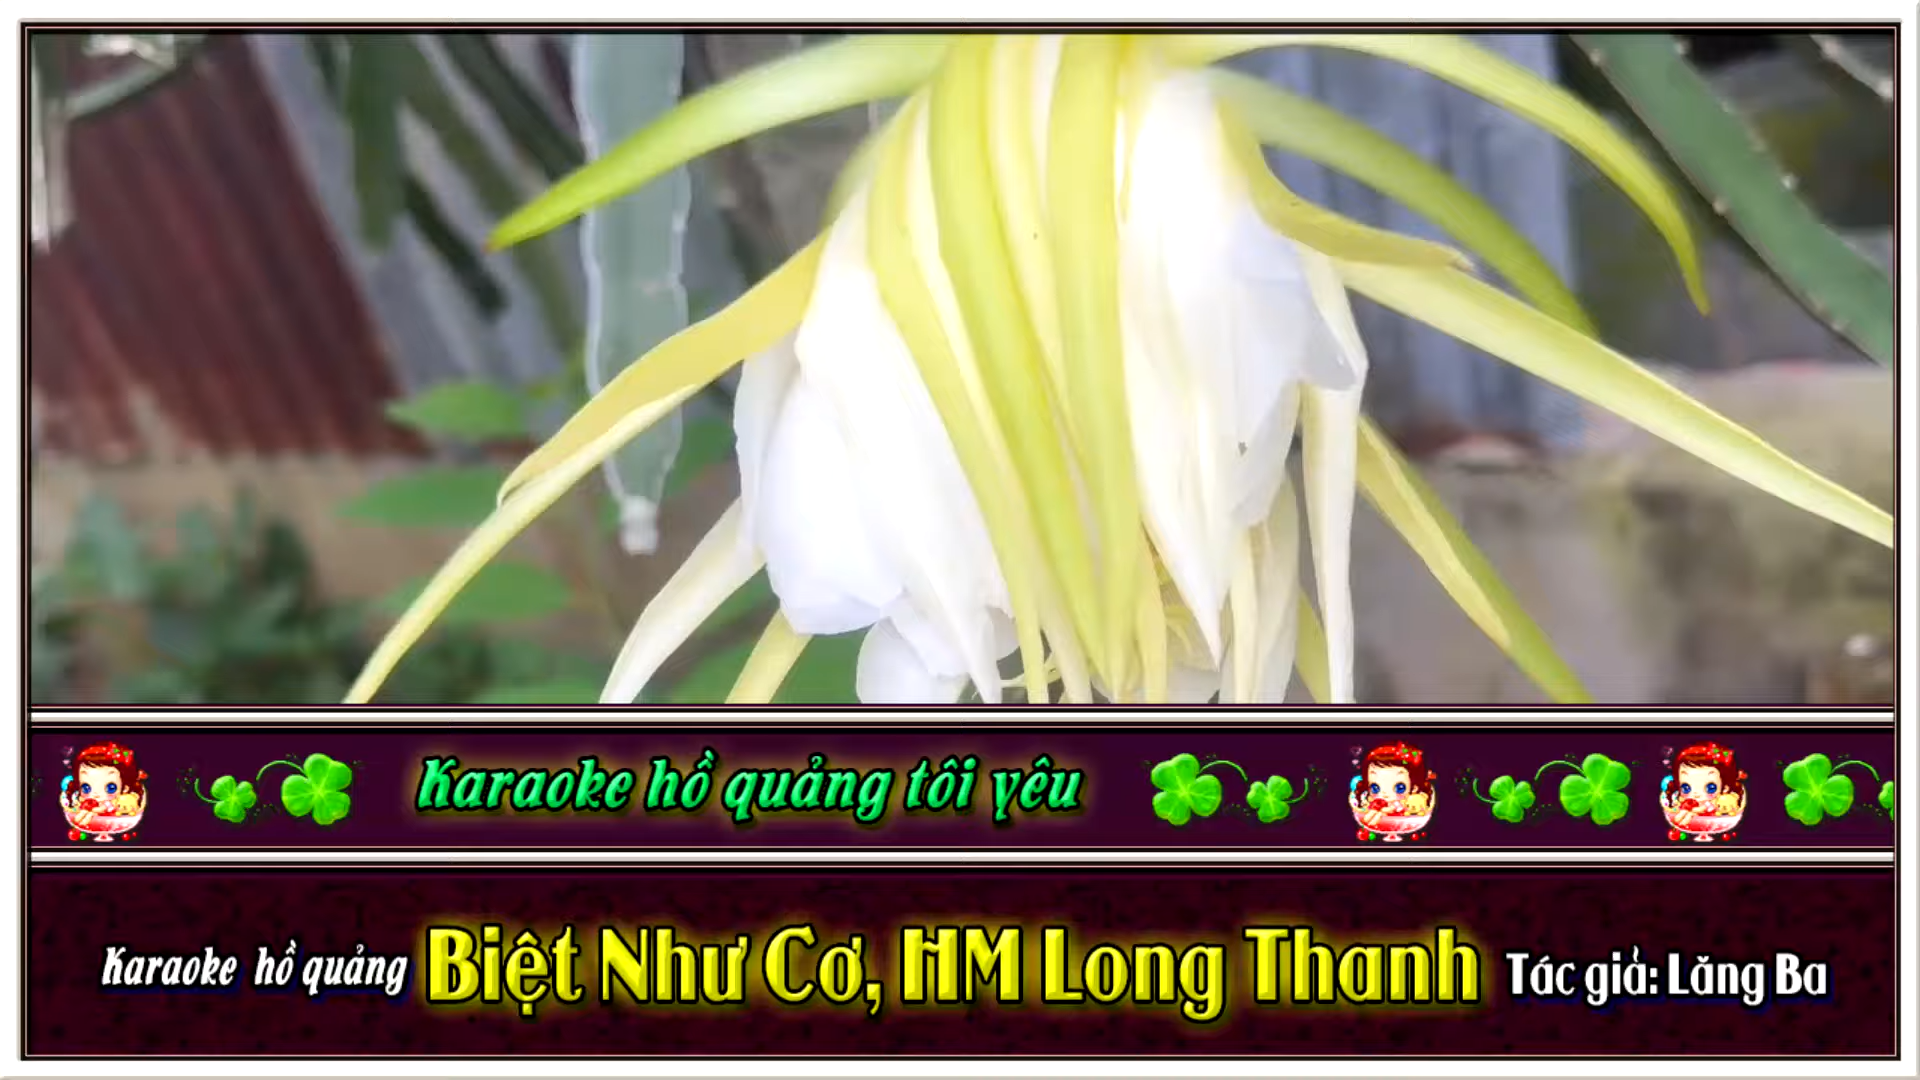 Karaoke hồ quảng tôi yêu
Karaoke hồ quảng Biệt Như Cơ, HM Long Thanh Tác giả: Lăng Ba